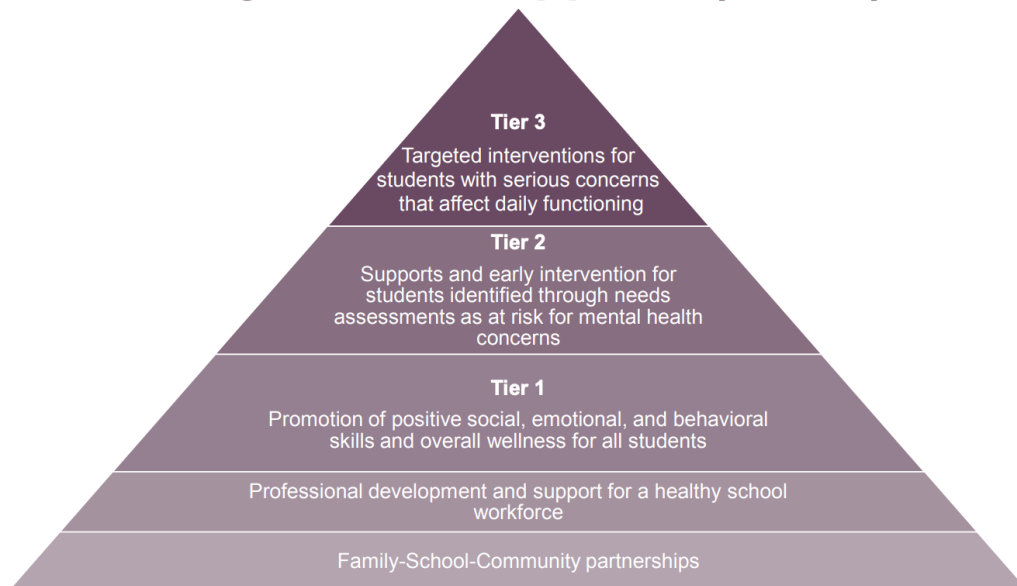 Tier 3
Targeted interventions for
students with serious concerns
that affect daily functioning
Tier 2
Supports and early intervention for
students identified through needs
assessments as at risk for mental health
concerns
Tier 1
Promotion of positive social, emotional, and behavioral
skills and overall wellness for all students
Professional development and support for a healthy school
workforce
Family-School-Community partnerships